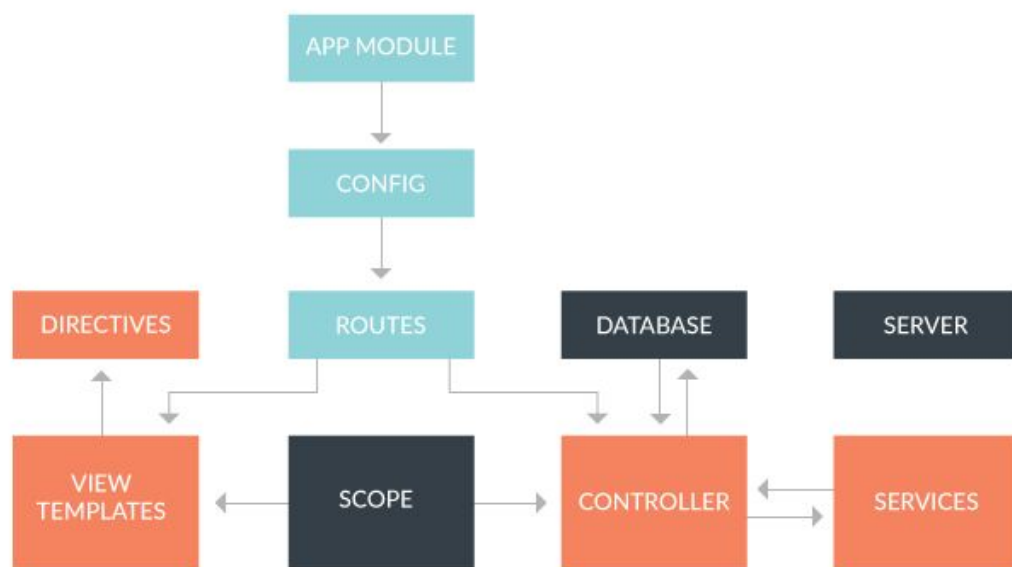 APP MODULE
CONFIG
DIRECTIVES
ROUTES
DATABASE
SERVER
VIEW
TEMPLATES
SCOPE
CONTROLLER
SERVICES